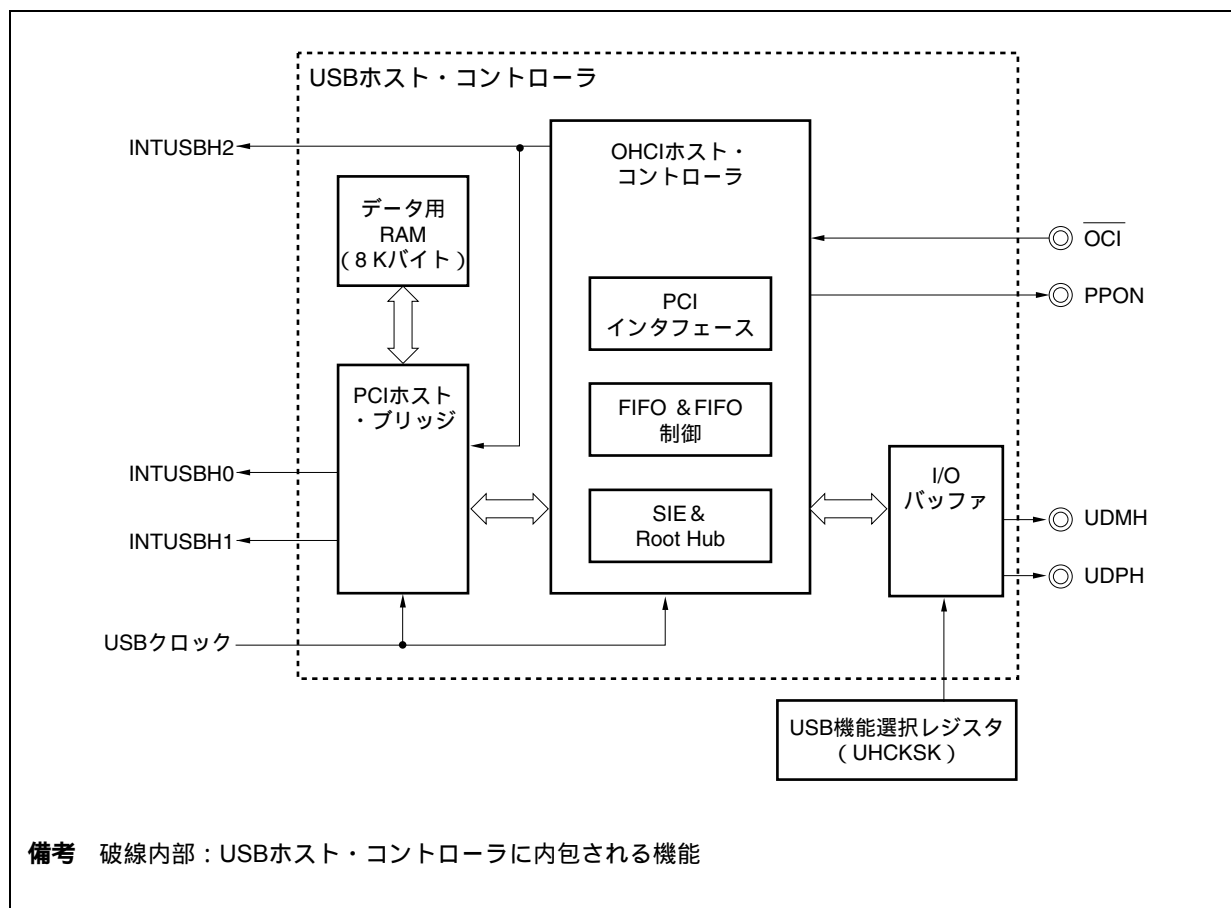 USBホスト・コントローラ
INTUSBH2
OHCIホスト・
コントローラ
データ用
RAM
（8 Kバイト）
OCI
PPON
PCI
インタフェース
PCIホスト
・ブリッジ
FIFO ＆FIFO
制御
INTUSBH0
I/O
バッファ
SIE＆
Root Hub
UDMH
INTUSBH1
UDPH
USBクロック
USB機能選択レジスタ
（UHCKSK）
備考　破線内部：USBホスト・コントローラに内包される機能